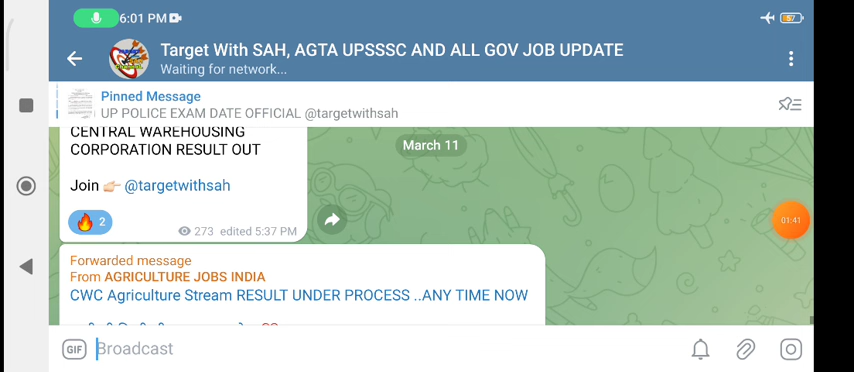 6:01 PM
57
Target With SAH, AGTA UPSSSC AND ALL GOV JOB UPDATE
Waiting for network...
Pinned Message
UP POLICE EXAM DATE OFFICIAL @targetwithsah
CENTRAL WAREHOUSING
CORPORATION RESULT OUT
March 11
Join 👉🏻 @targetwithsah
🔥 2
273 edited 5:37 PM
01:41
Forwarded message
From AGRICULTURE JOBS INDIA
CWC Agriculture Stream RESULT UNDER PROCESS ..ANY TIME NOW
GIF Broadcast